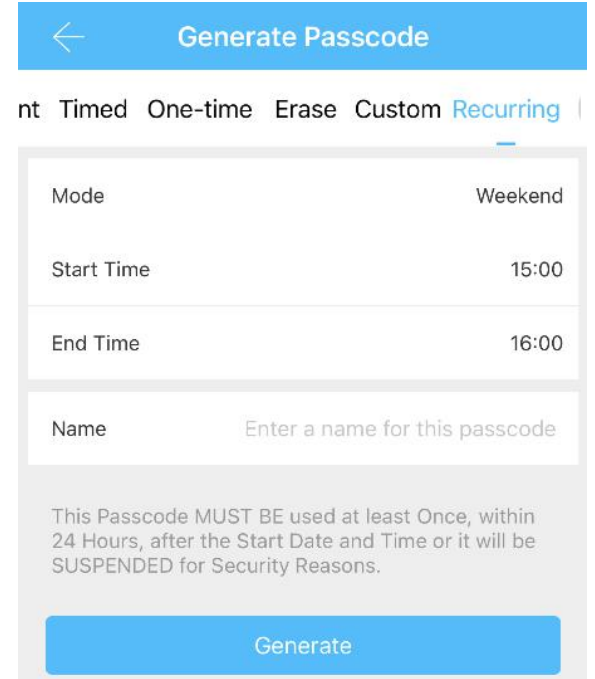 Generate Passcode
nt Timed One-time Erase Custom Recurring
Mode Weekend
Start Time 15:00
End Time 16:00
Name Enter a name for this passcode
This Passcode MUST BE used at least Once, within
24 Hours, after the Start Date and Time or it will be
SUSPENDED for Security Reasons.
Generate